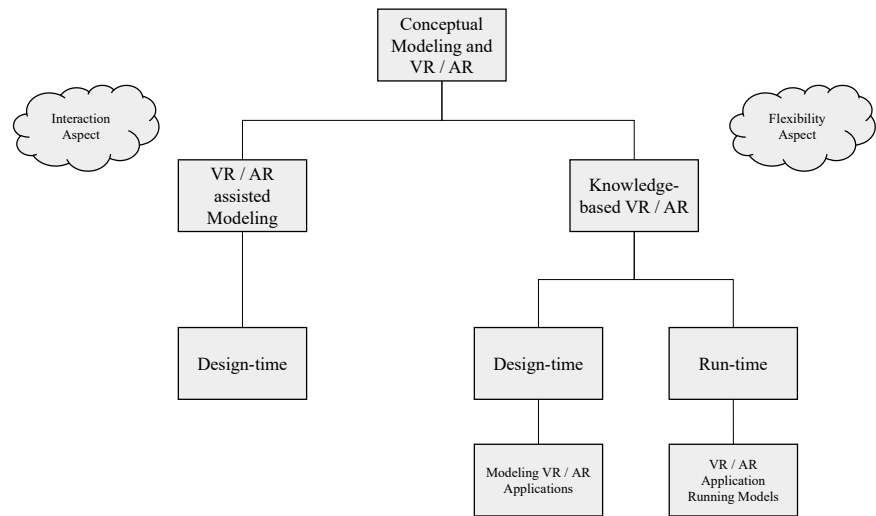 Conceptual
Modeling and
VR / AR
Interaction
Aspect
Flexibility
Aspect
VR / AR
assisted
Modeling
Knowledge-
based VR / AR
Design-time
Design-time
Run-time
Modeling VR / AR
Applications
VR / AR
Application
Running Models